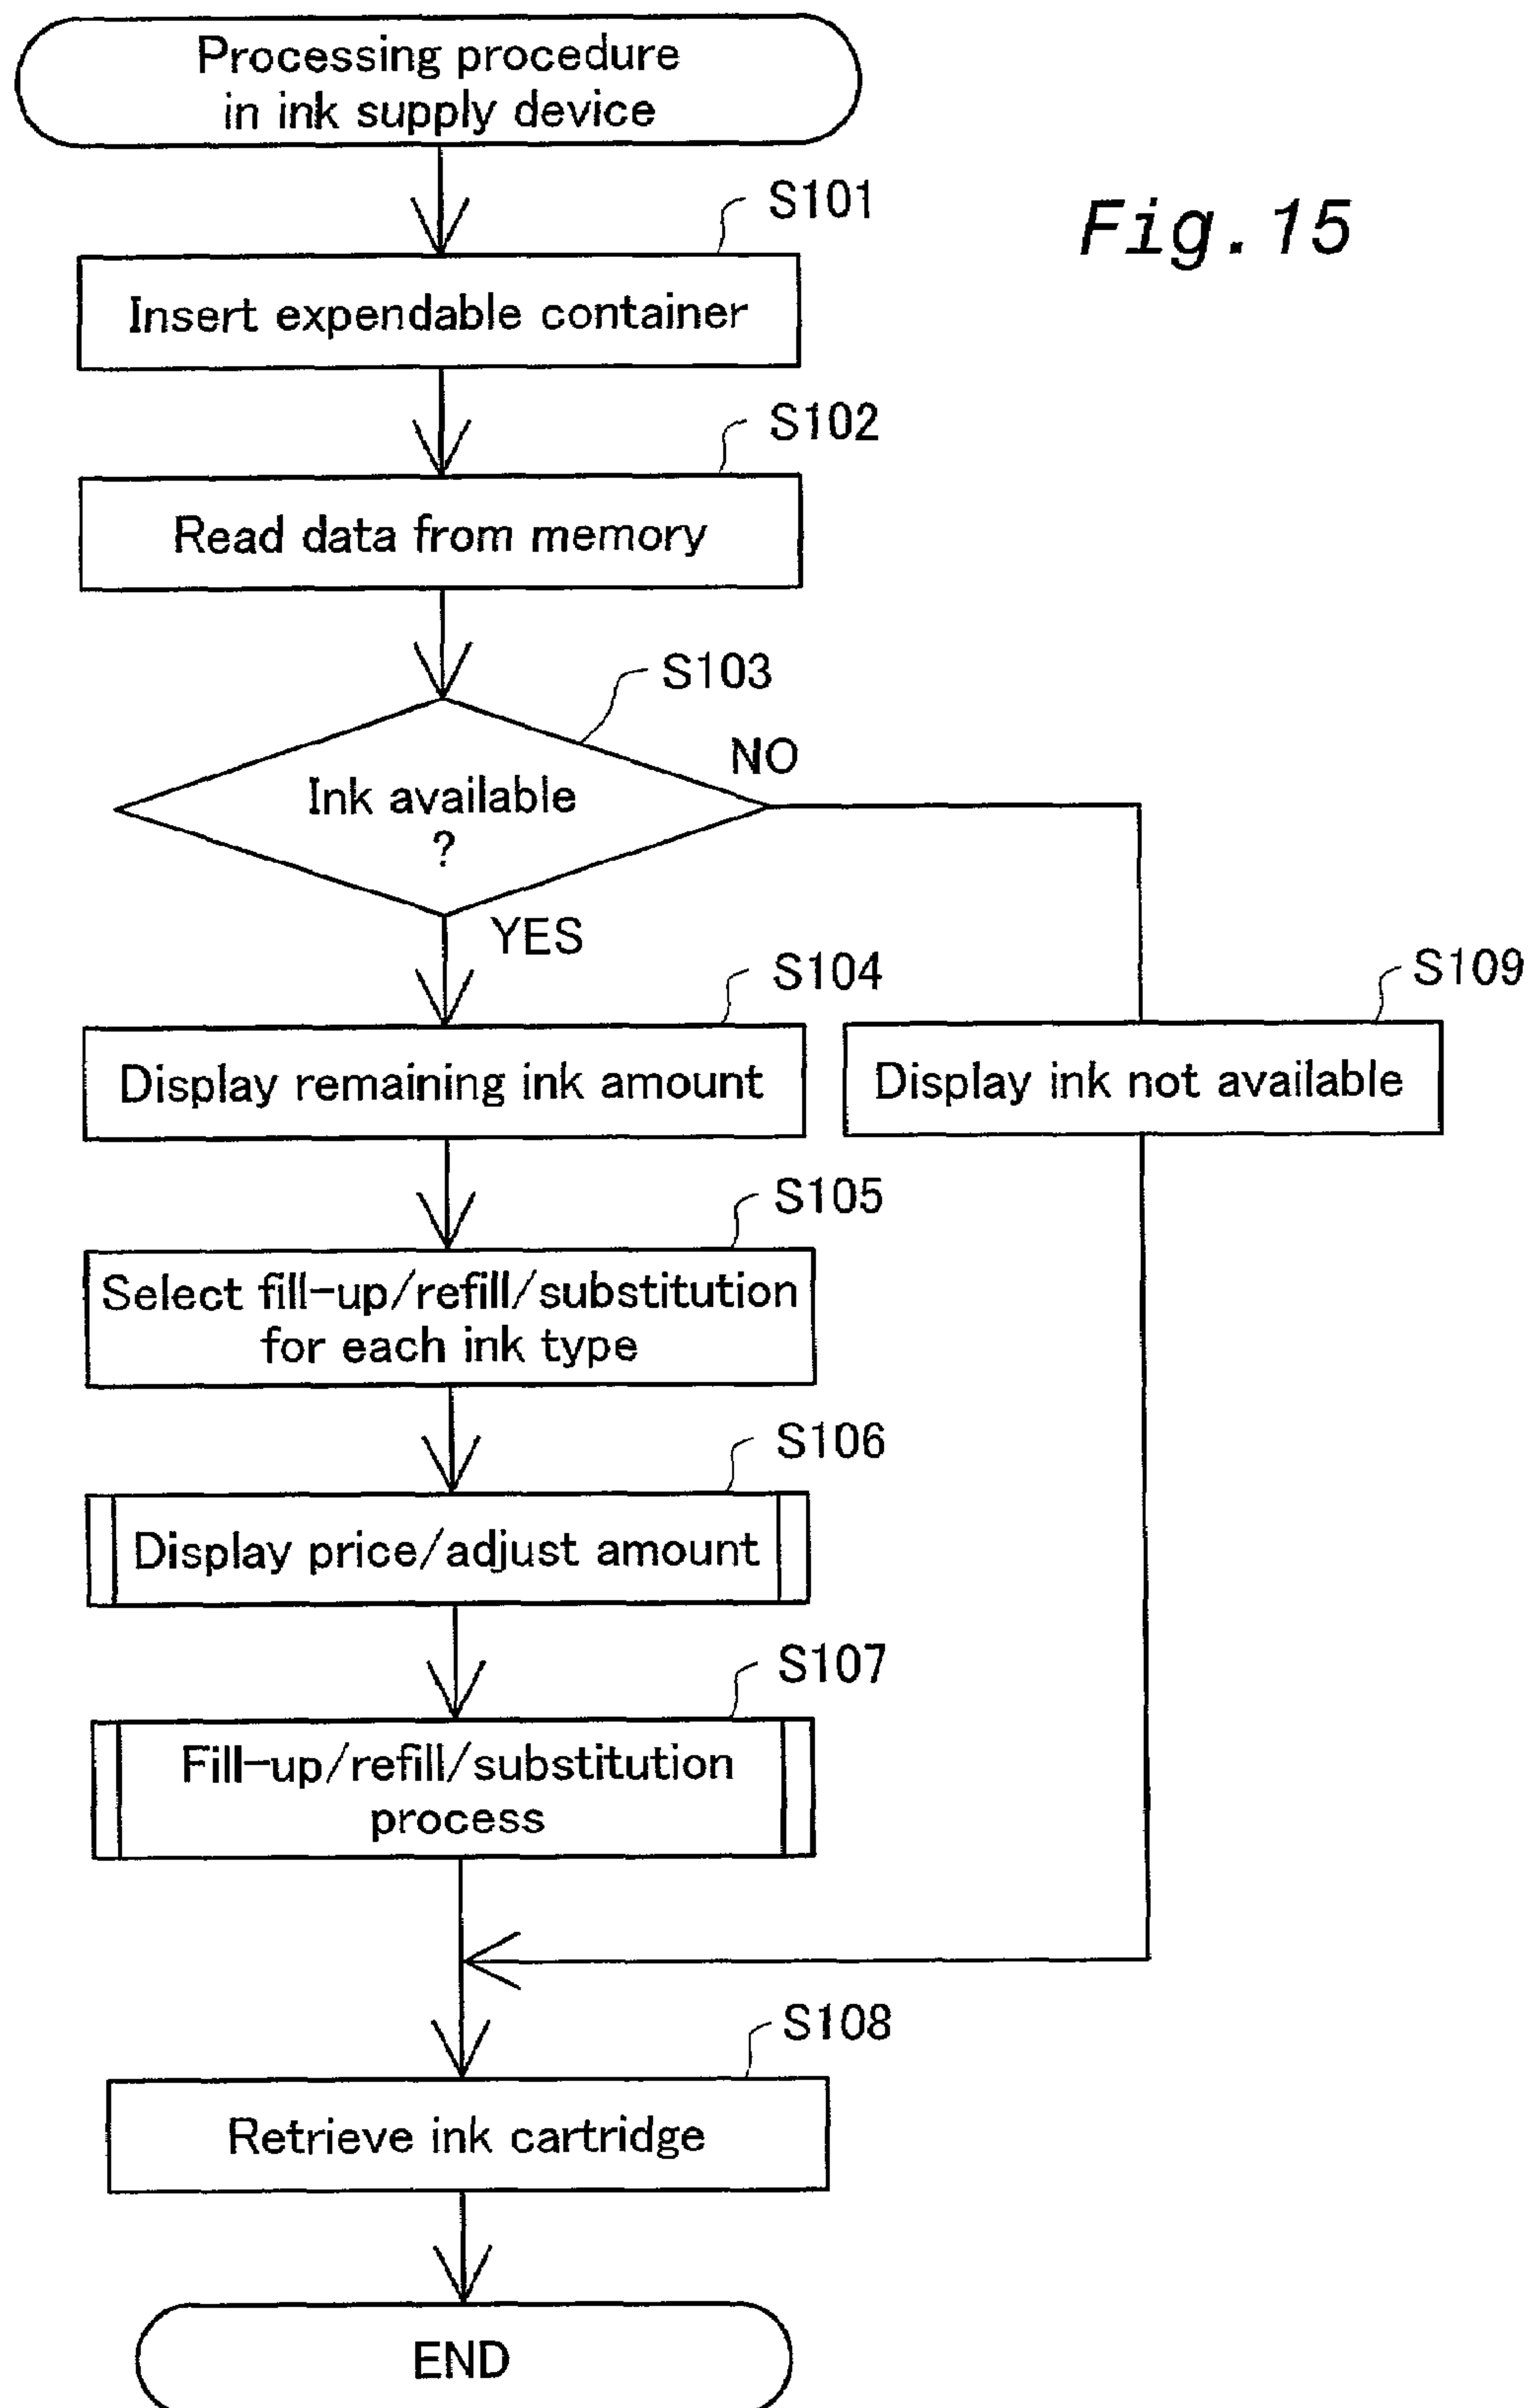 Processing procedure
in ink supply device
Fig.15
S101
Insert expendable container
S102
Read data from memory
S103
Ink available
?
NO
YES
S104
Display remaining ink amount
S109
Display ink not available
S105
Select fill-up/refill/substitution
for each ink type
S106
Display price/adjust amount
S107
Fill-up/refill/substitution
process
S108
Retrieve ink cartridge
END